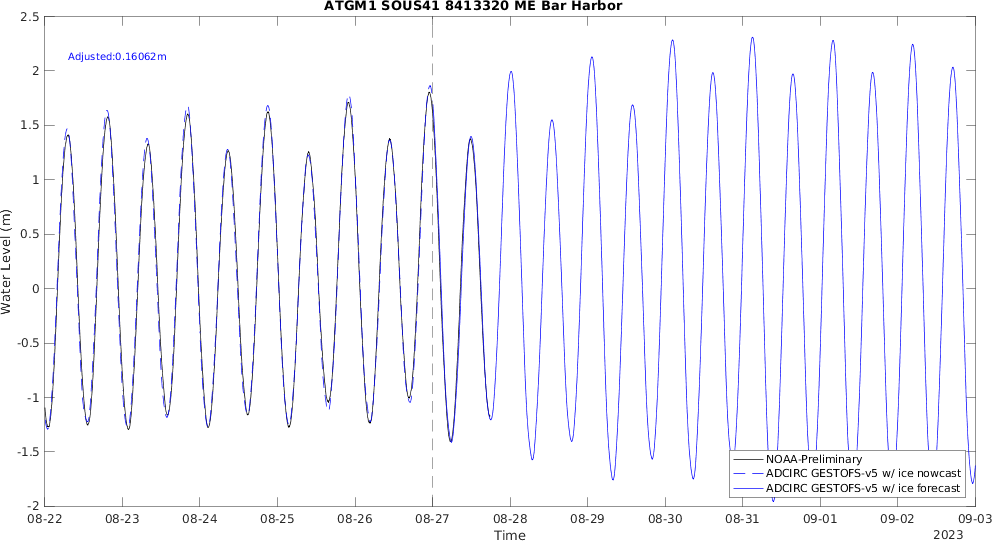 ATGM1 SOUS41 8413320 ME Bar Harbor
Adjusted:0.16062m
Water Level (m)
2.5
2
1.5
1
0.5
0
-0.5
-1
-1.5
-2
NOAA-Preliminary
ADCIRC GESTOFS-v5 w/ ice nowcast
ADCIRC GESTOFS-v5 w/ ice forecast
08-22 08-23 08-24 08-25 08-26 08-27 08-28 08-29 08-30 08-31 09-01 09-02 09-03
Time
2023